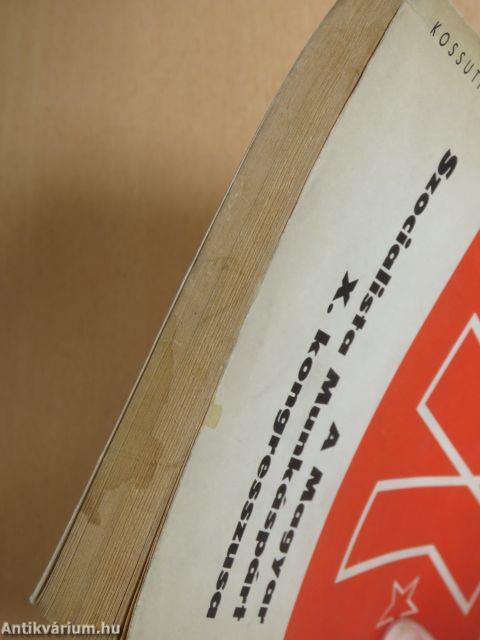 KOSSUTH
A Magyar
Szocialista Munkáspárt
X. kongresszusa
Antikvárium.hu